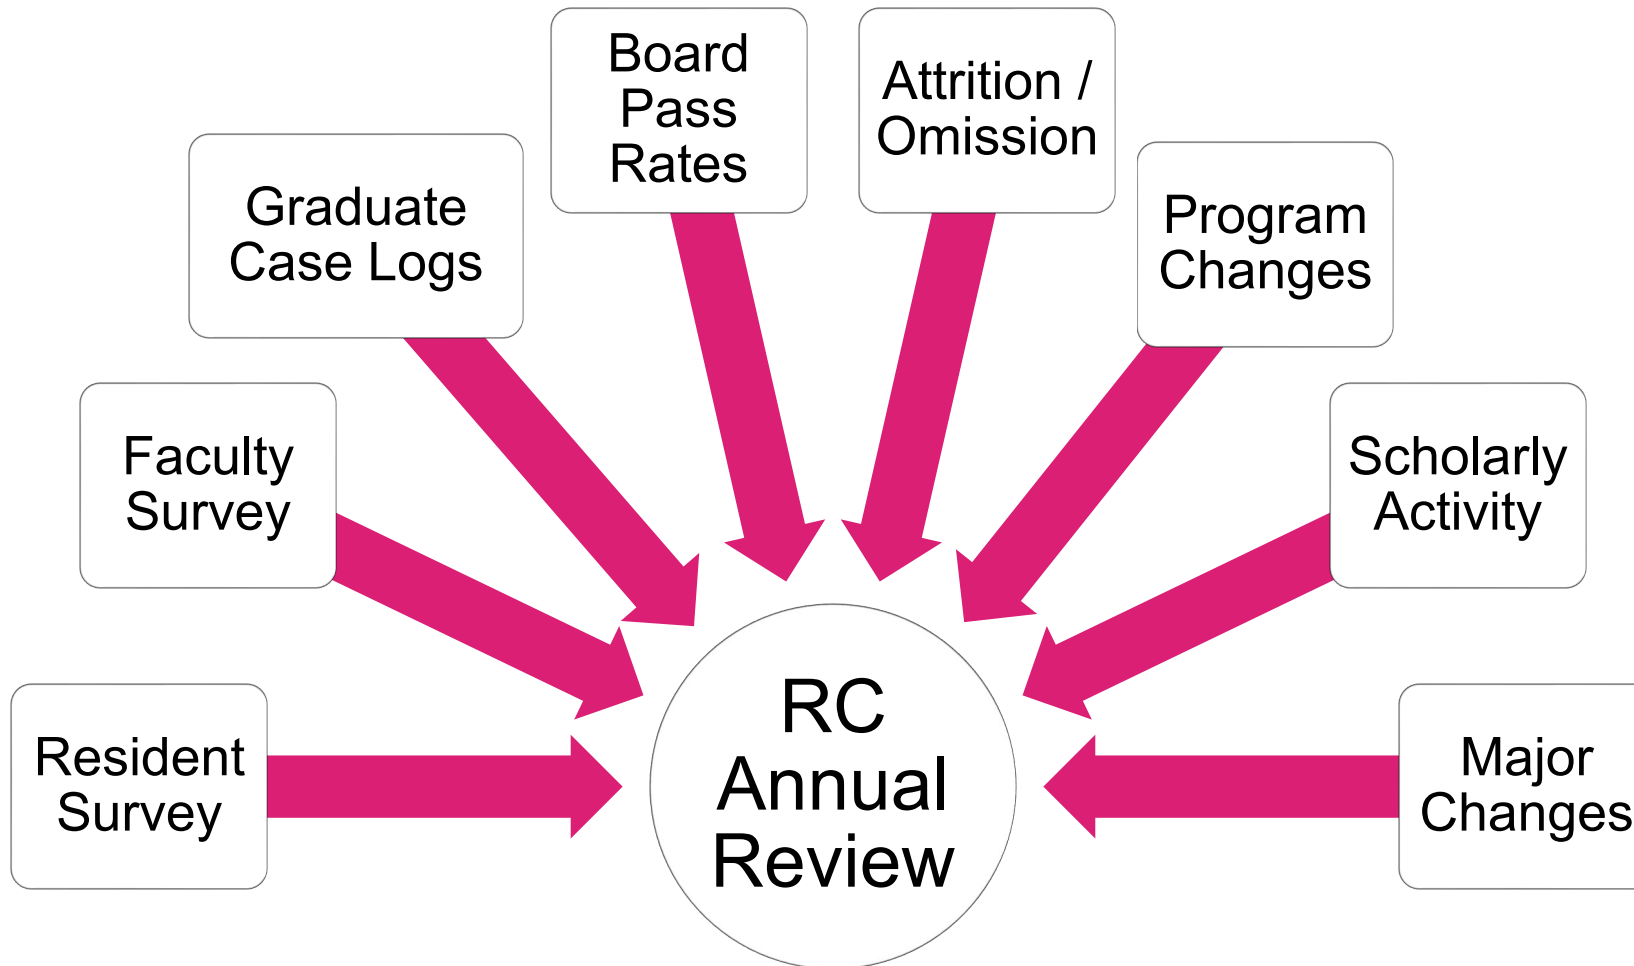 Board
Pass
Rates
Attrition /
Omission
Graduate
Case Logs
Program
Changes
Faculty
Survey
Scholarly
Activity
Resident
Survey
RC
Annual
Review
Major
Changes